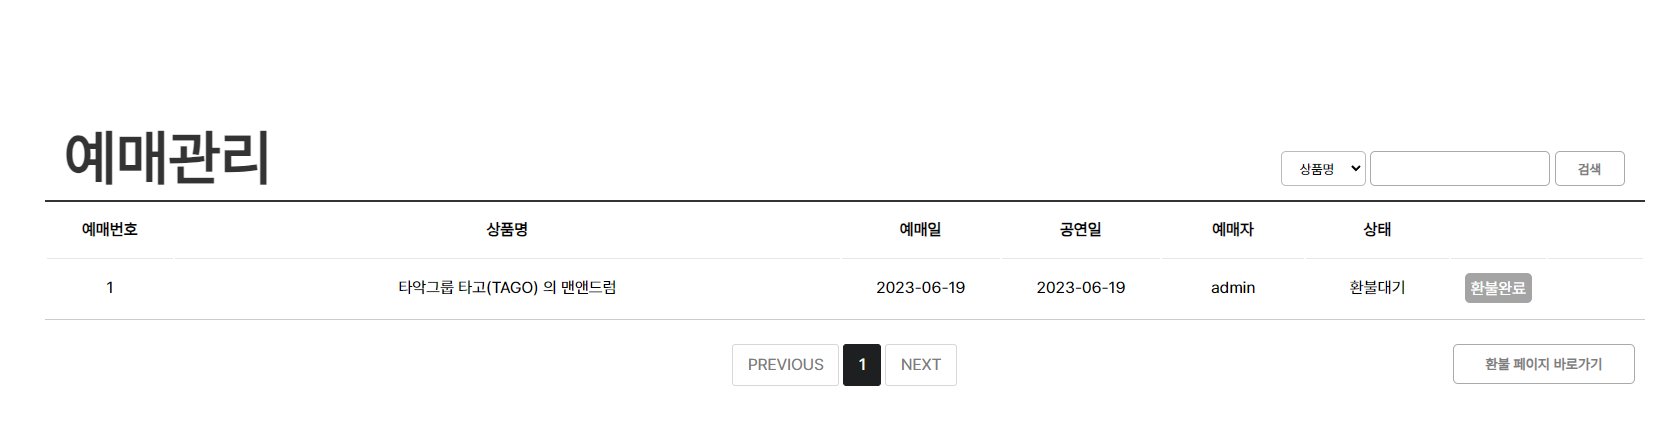 예매관리
상품명 검색
예매번호 상품명 예매일 공연일 예매자 상태
1 타악그룹 타고(TAGO) 의 맨앤드럼 2023-06-19 2023-06-19 admin 환불대기 환불완료
PREVIOUS 1 NEXT 환불 페이지 바로가기